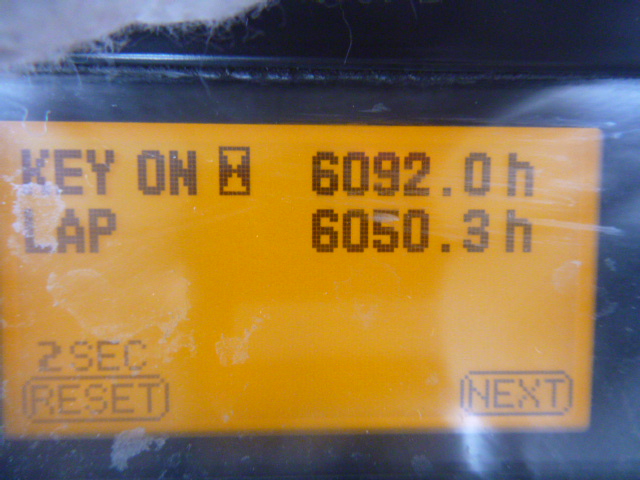 KEY ON 6092.0 h
LAP 6050.3 h
2 SEC
RESET NEXT